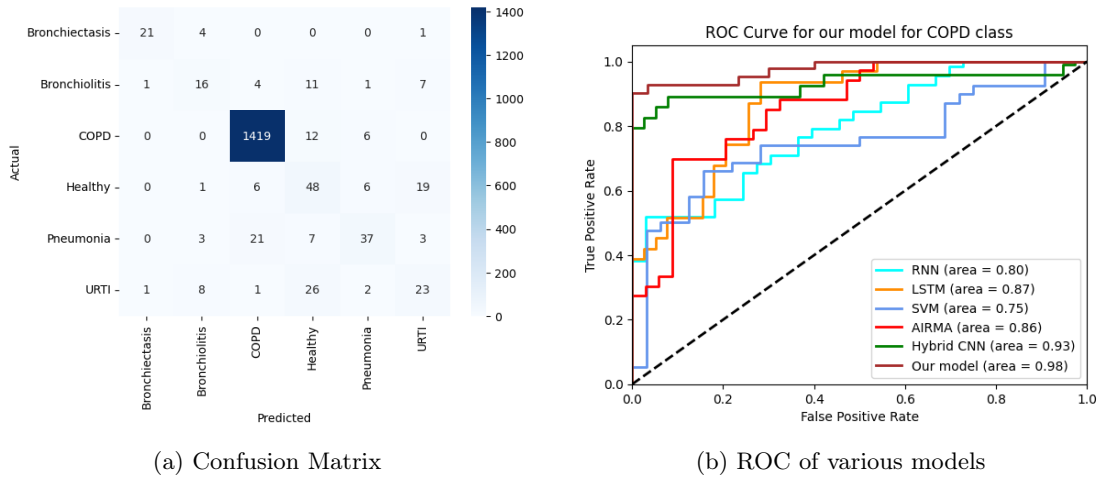 Actual
Bronchiectasis 21 4 0 0 0 1
Bronchiolitis 1 16 4 11 1 7
COPD 0 0 1419 12 6 0
Healthy 0 1 6 48 6 19
Pneumonia 0 3 21 7 37 3
URTI 1 8 1 26 2 23
Bronchiectasis
Bronchiolitis
COPD
Healthy
Pneumonia
URTI
Predicted
1400
1200
1000
800
600
400
200
0
(a) Confusion Matrix
ROC Curve for our model for COPD class
True Positive Rate
1.0
0.8
0.6
0.4
0.2
0.0
0.0 0.2 0.4 0.6 0.8 1.0
False Positive Rate
RNN (area = 0.80)
LSTM (area = 0.87)
SVM (area = 0.75)
AIRMA (area = 0.86)
Hybrid CNN (area = 0.93)
Our model (area = 0.98)
(b) ROC of various models